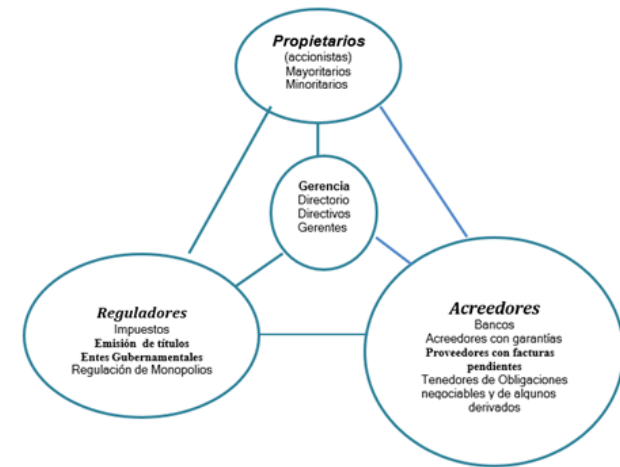 Propietarios
(accionistas)
Mayoritarios
Minoritarios
Gerencia
Directorio
Directivos
Gerentes
Reguladores
Impuestos
Emisión de títulos
Entes Gubernamentales
Regulación de Monopolios
Acreedores
Bancos
Acreedores con garantías
Proveedores con facturas
pendientes
Tenedores de Obligaciones
negociables y de algunos
derivados